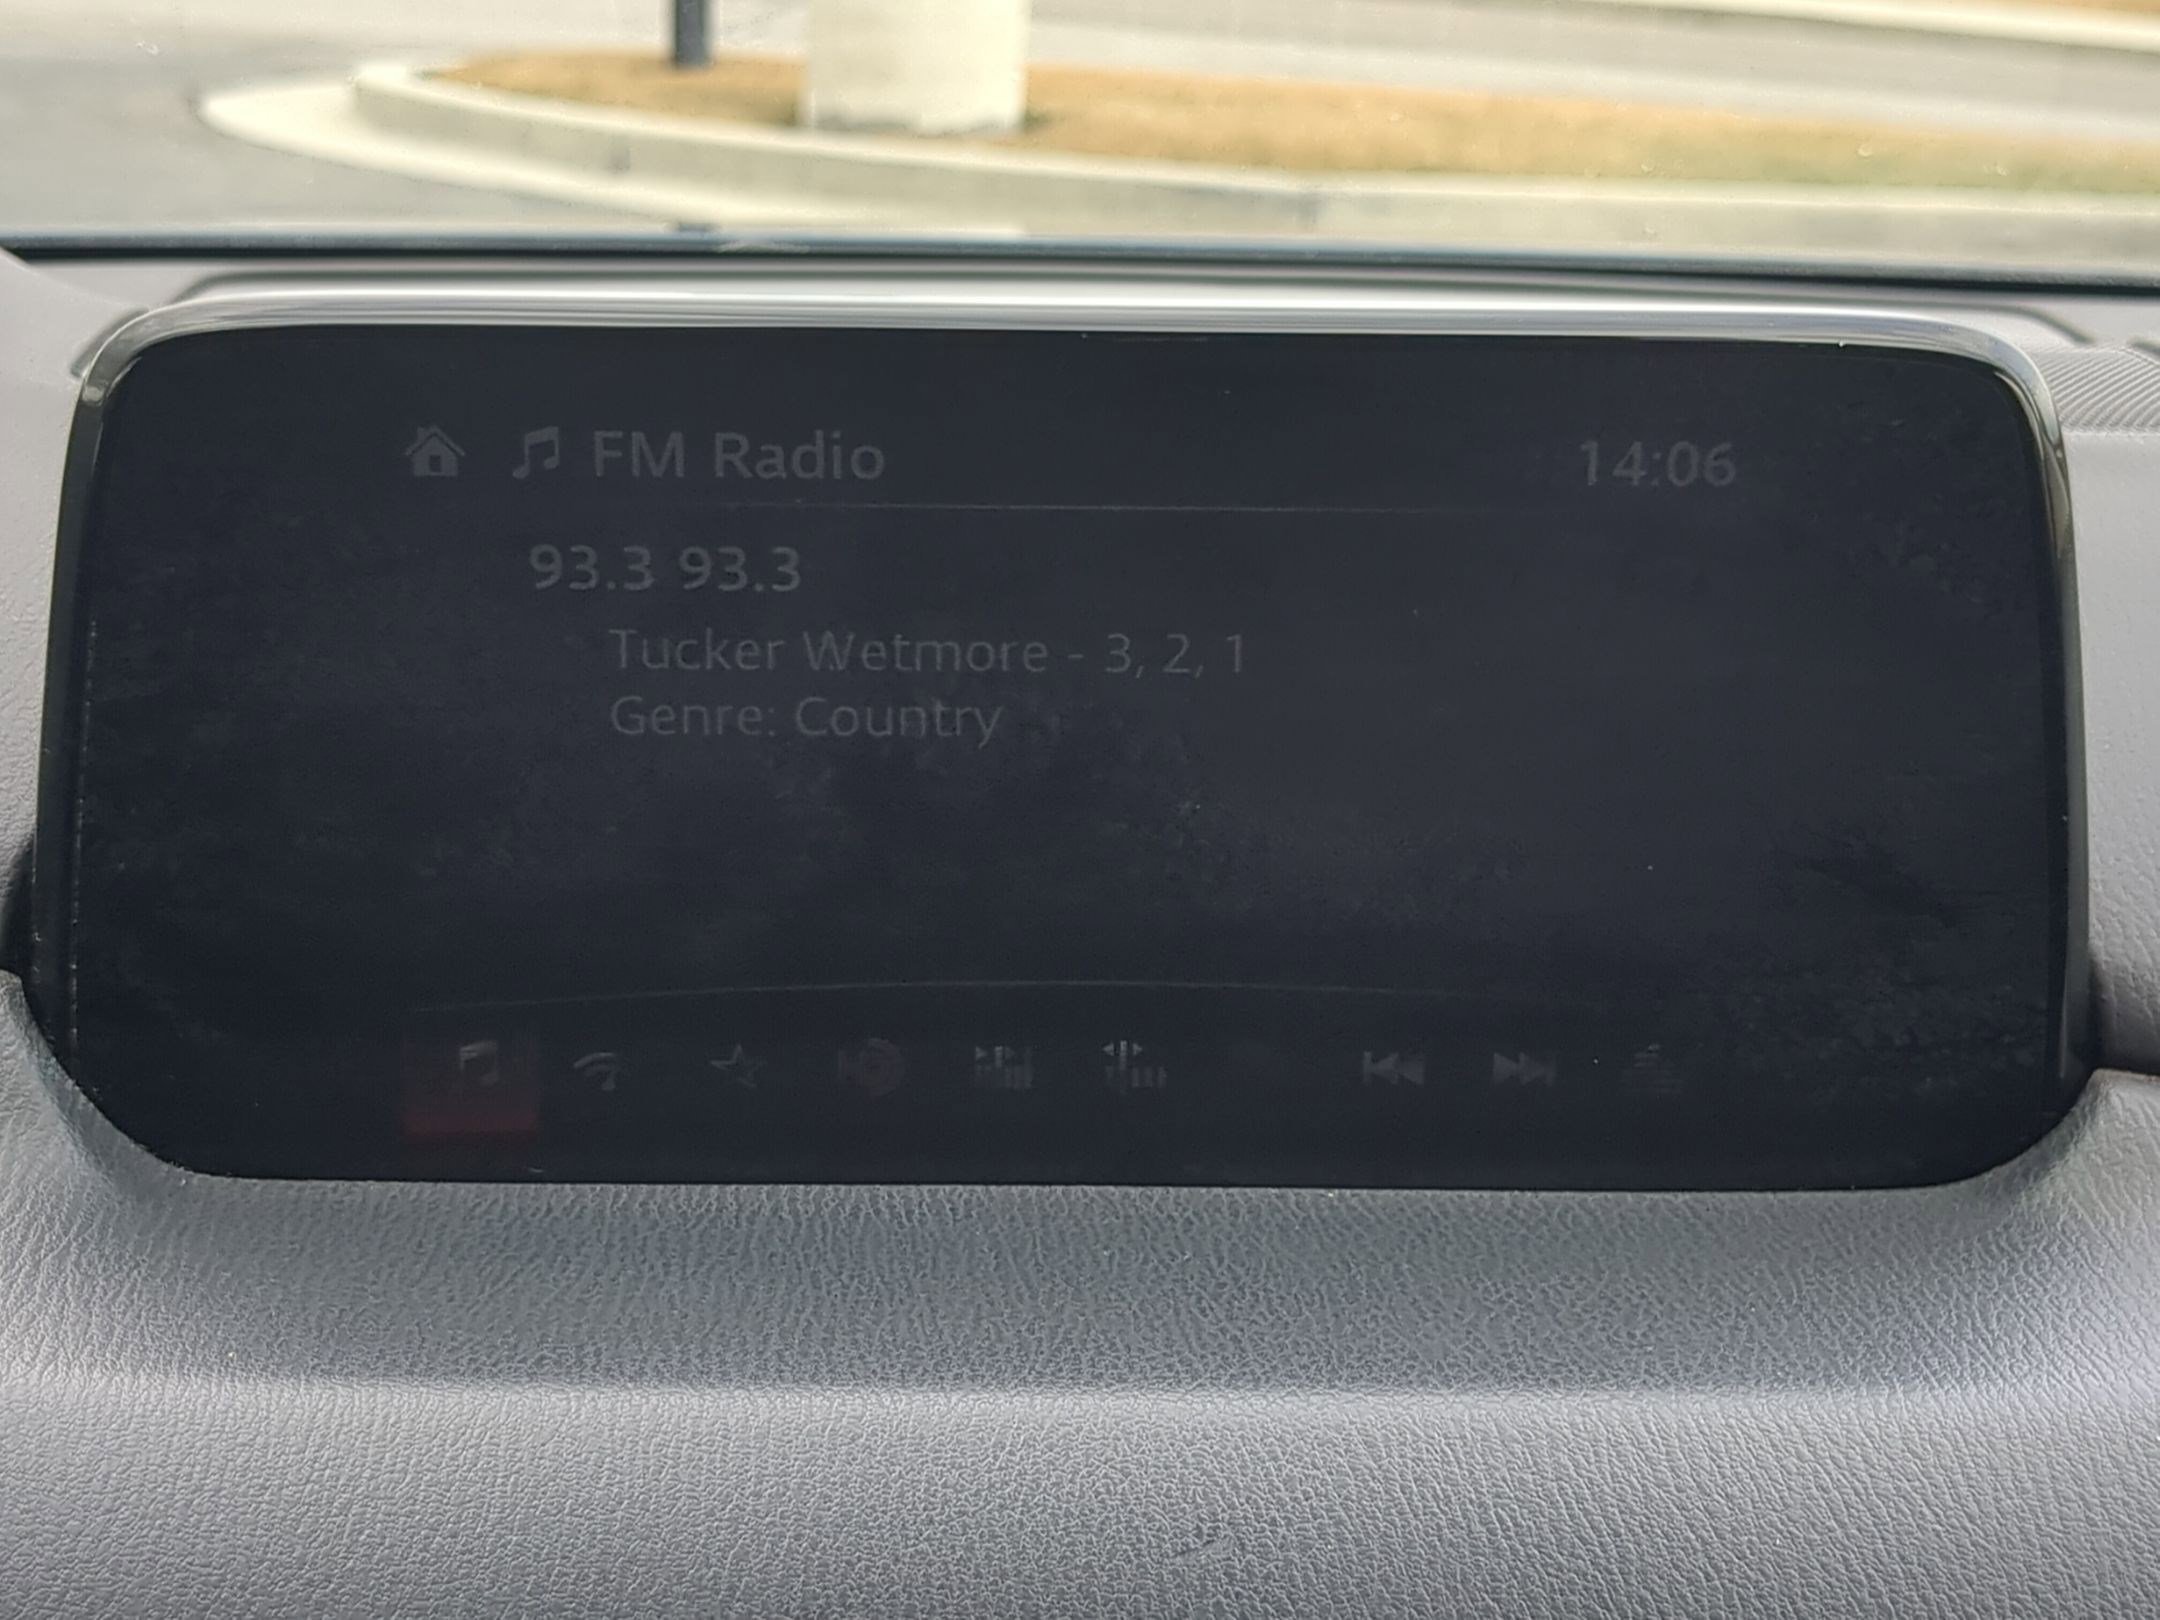 FM Radio
14:06
93.3 93.3
Tucker Wetmore - 3, 2, 1
Genre: Country